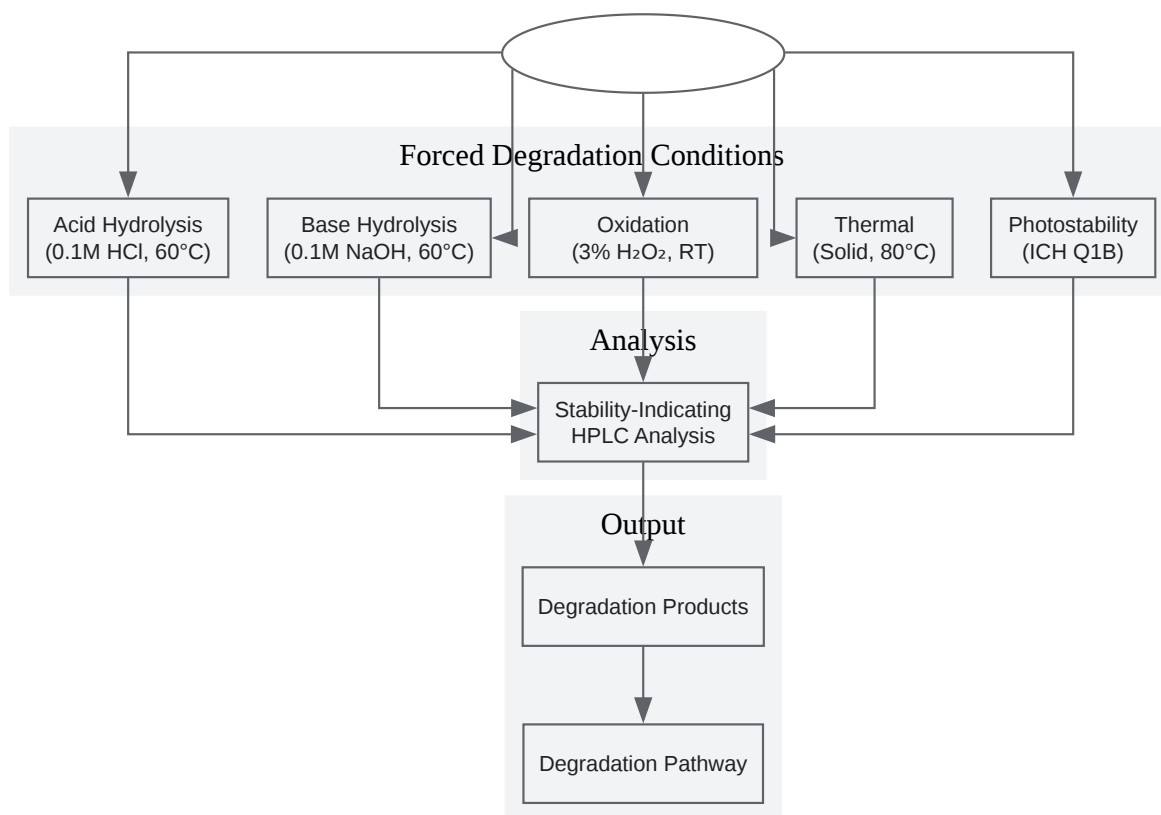 Forced Degradation Conditions
Acid Hydrolysis
(0.1M HCl, 60°C)
Base Hydrolysis
(0.1M NaOH, 60°C)
Oxidation
(3% H₂O₂, RT)
Thermal
(Solid, 80°C)
Photostability
(ICH Q1B)
Analysis
Stability-Indicating
HPLC Analysis
Output
Degradation Products
Degradation Pathway